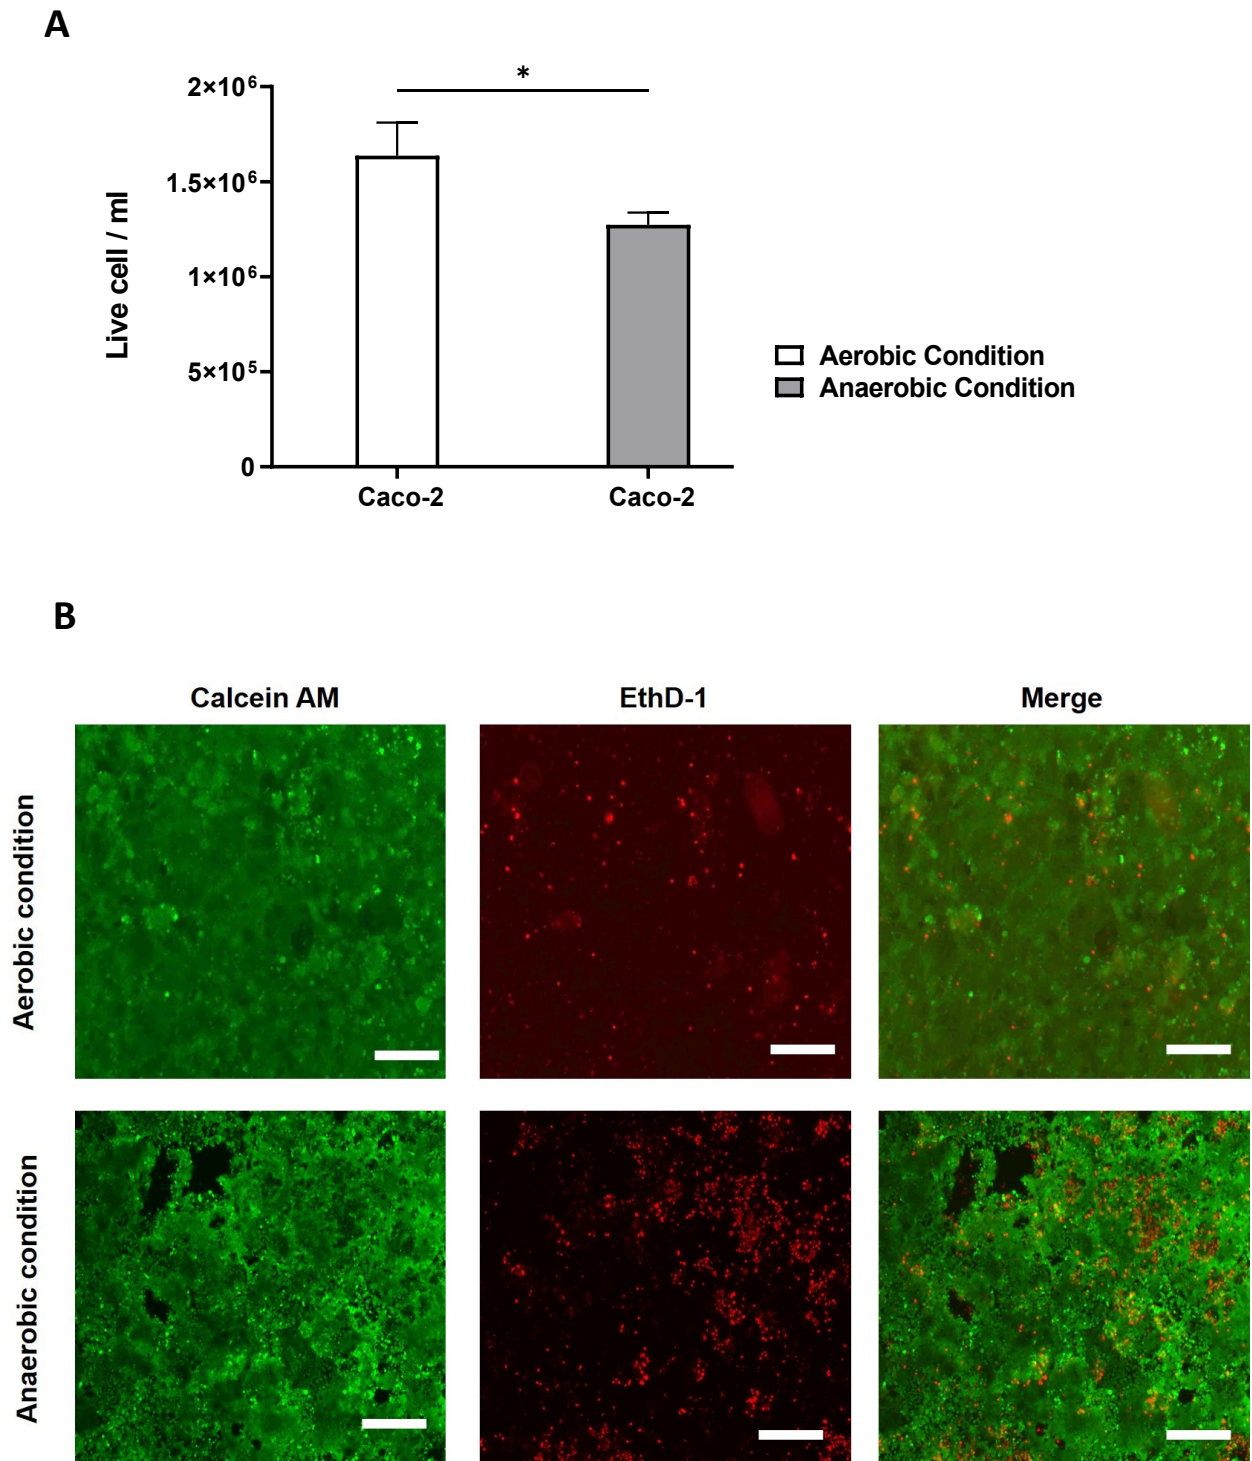 A
*
2×10⁶
1.5×10⁶
1×10⁶
5×10⁵
0
Live cell / ml
Caco-2
Caco-2
Aerobic Condition
Anaerobic Condition
B
Calcein AM
EthD-1
Merge
Aerobic condition
Anaerobic condition